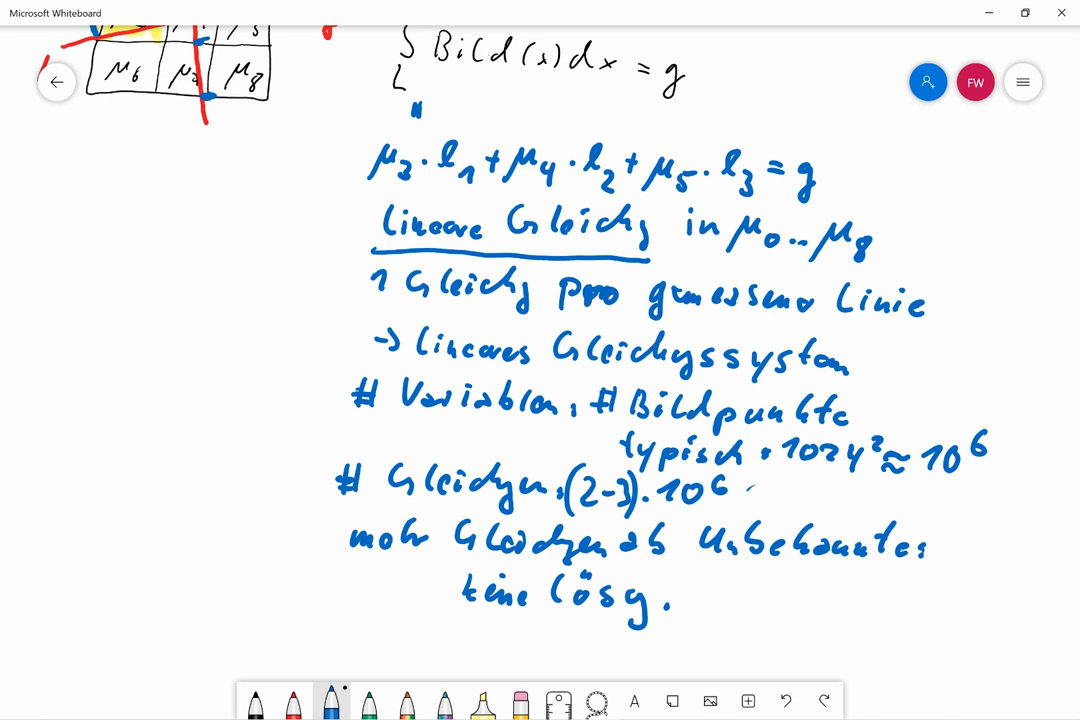 Microsoft Whiteboard
μ6 μ7 μ8
∫ Bild(x)dx = g
L
FW
"
μ3 · l1 + μ4 · l2 + μ5 · l3 = g
lineare Gleichg in μ0 .. μ8
1 Gleichg pro gemessener Linie
→ lineares Gleichgssystem
# Variablen: # Bildpunkte
typisch: 1024² ≈ 10⁶
# Gleichgen: (2-3) · 10⁶
mehr Gleichgen als Unbekannte:
keine Lösg.
A